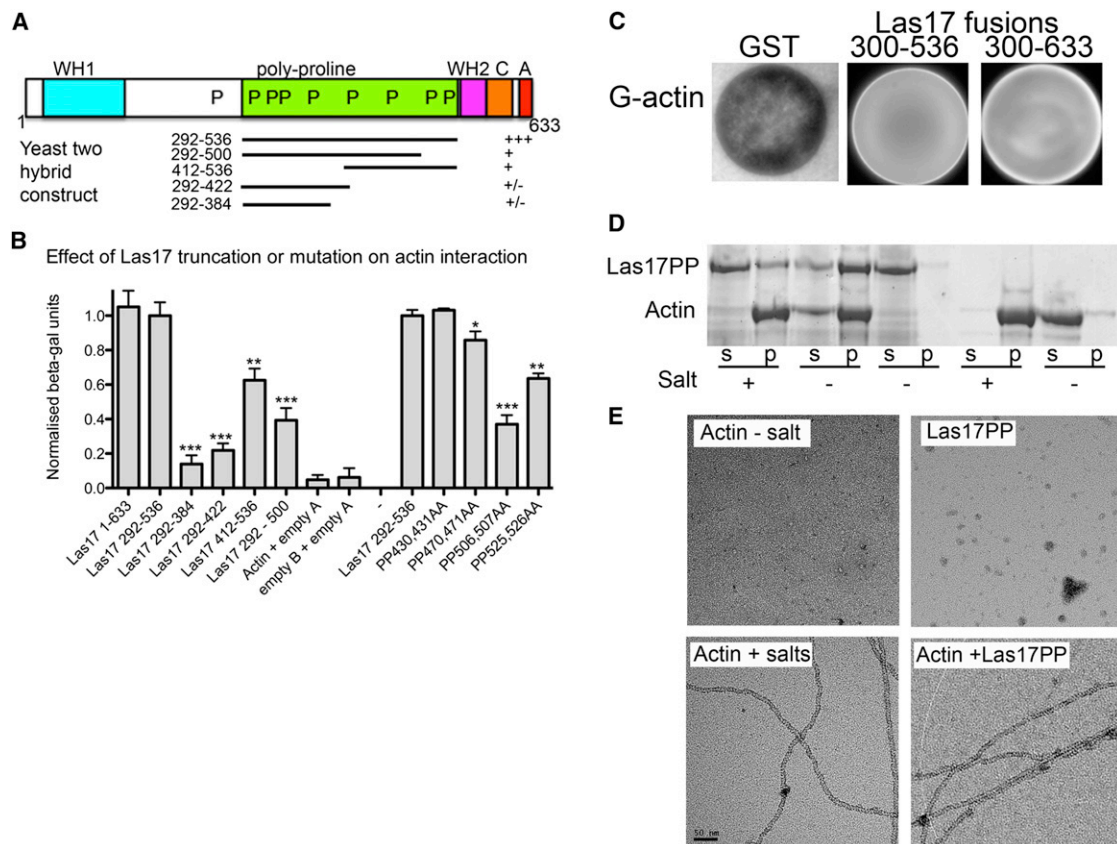 A
WH1 poly-proline WH2 C A
P P P P P P P P P
1 633
Yeast two hybrid construct
292-536 +++
292-500 +
412-536 +
292-422 +/-
292-384 +/-
B
Effect of Las17 truncation or mutation on actin interaction
Normalised beta-gal units
1.0
0.8
0.6
0.4
0.2
0.0
*** *** ** *** * *** **
Las17 1-633
Las17 292-536
Las17 292-384
Las17 292-422
Las17 412-536
Las17 292 - 500
Actin + empty A
empty B + empty A
-
Las17 292-536
PP430,431AA
PP470,471AA
PP506,507AA
PP525,526AA
C
Las17 fusions
GST 300-536 300-633
G-actin
D
Las17PP
Actin
s p s p s p s p s p
Salt + - - + -
E
Actin - salt
Las17PP
Actin + salts
Actin +Las17PP
50 nm